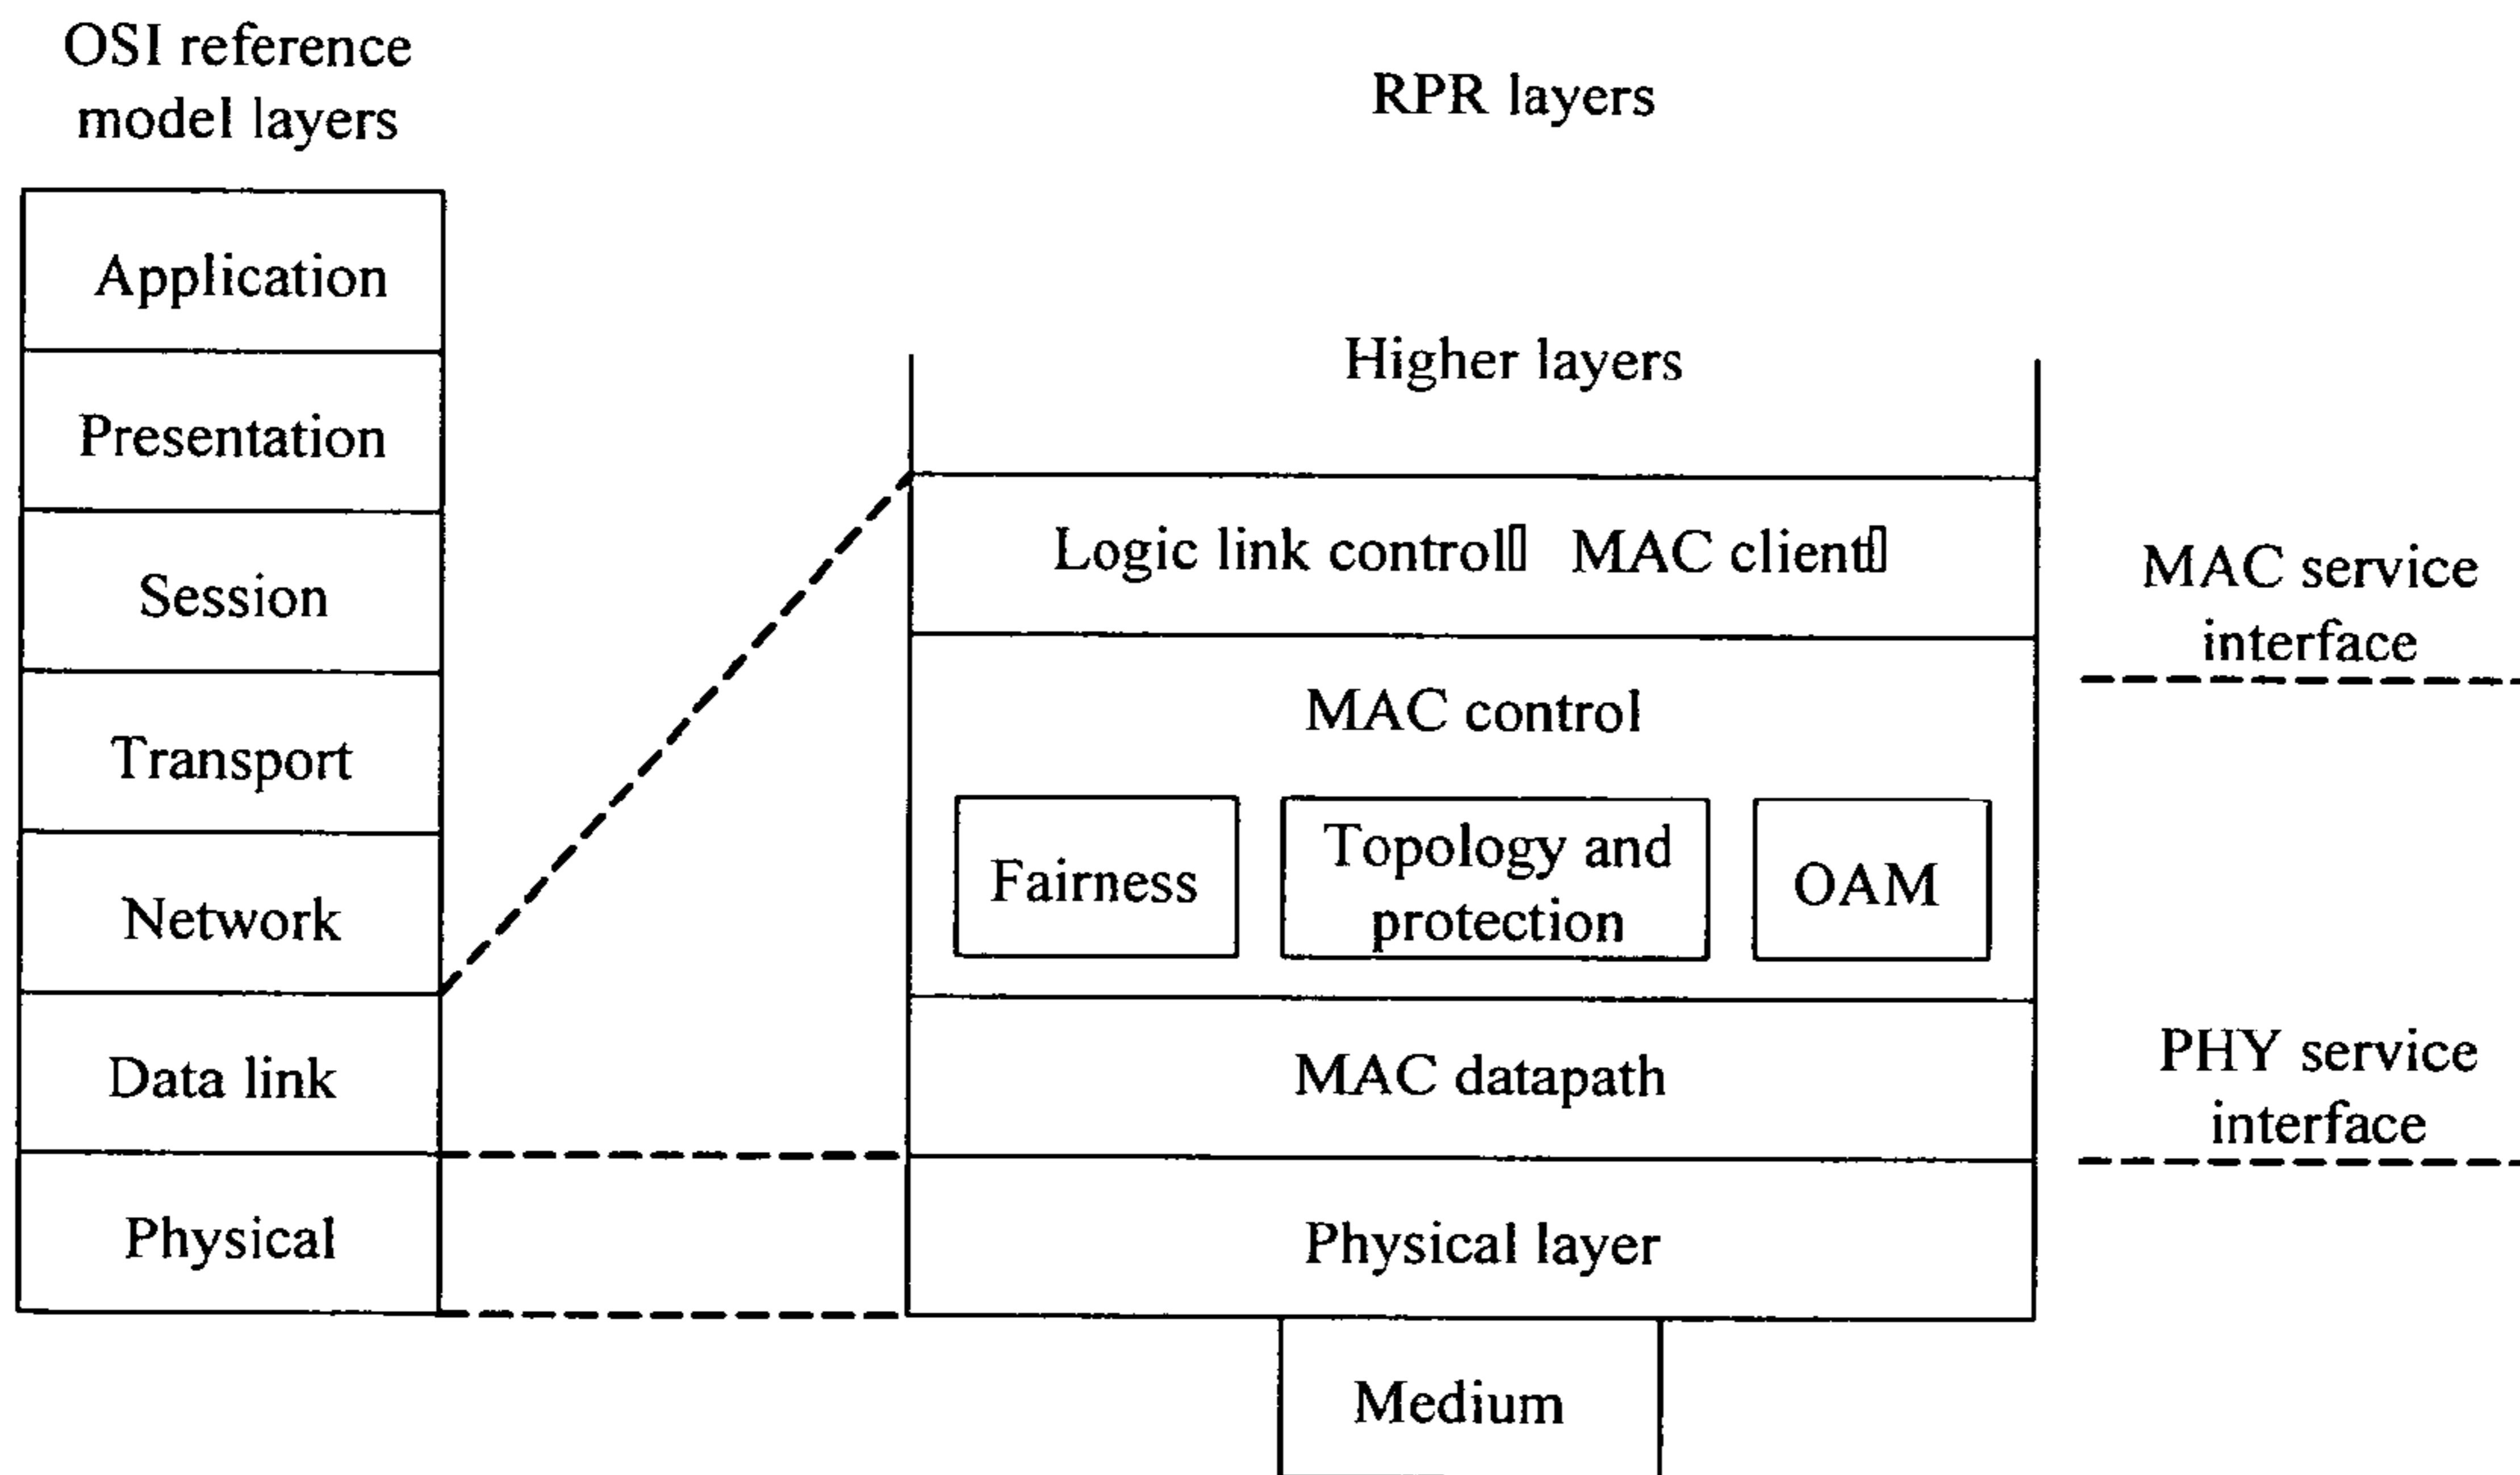 OSI reference
model layers
RPR layers
Application
Presentation
Session
Transport
Network
Data link
Physical
Higher layers
Logic link control▯ MAC client▯
MAC control
Fairness
Topology and
protection
OAM
MAC datapath
Physical layer
Medium
MAC service
interface
PHY service
interface